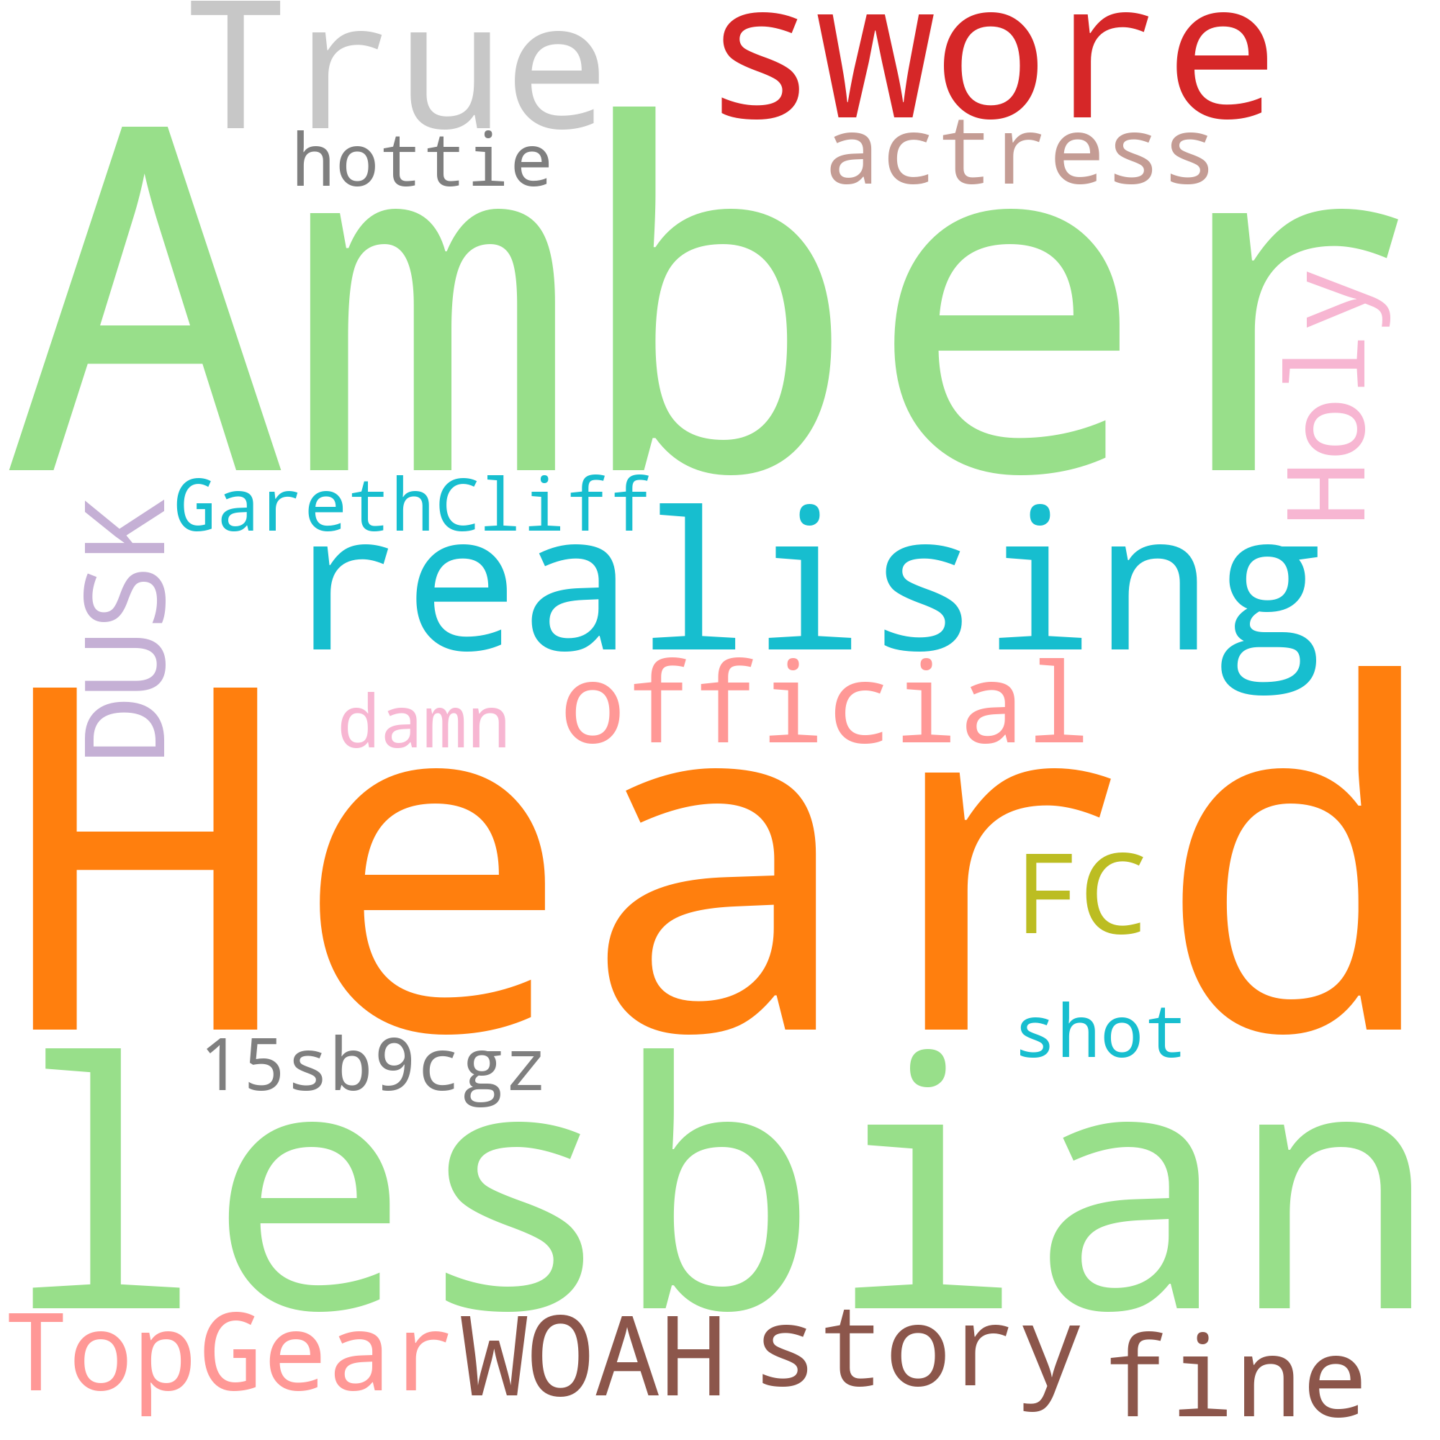 True swore
hottie actress
Amber
Holy
GarethCliff
DUSK
realising
official
damn
Heard
FC
shot
15sb9cgz
lesbian
TopGear WOAH story fine